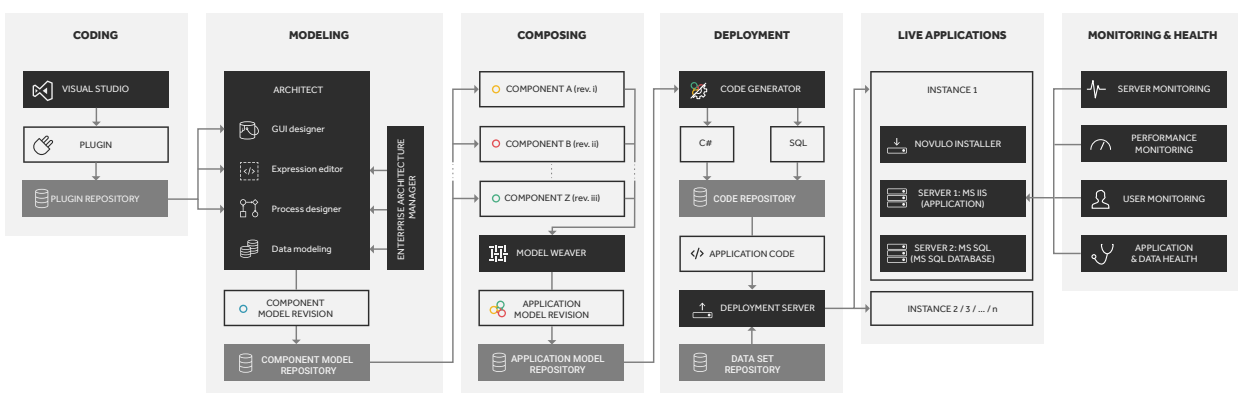 CODING
VISUAL STUDIO
PLUGIN
PLUGIN REPOSITORY
MODELING
ARCHITECT
GUI designer
</>
Expression editor
Process designer
Data modeling
ENTERPRISE ARCHITECTURE
MANAGER
COMPONENT
MODEL REVISION
COMPONENT MODEL
REPOSITORY
COMPOSING
COMPONENT A (rev. i)
COMPONENT B (rev. ii)
COMPONENT Z (rev. iii)
MODEL WEAVER
APPLICATION
MODEL REVISION
APPLICATION MODEL
REPOSITORY
DEPLOYMENT
CODE GENERATOR
C#
SQL
CODE REPOSITORY
</> APPLICATION CODE
DEPLOYMENT SERVER
DATA SET
REPOSITORY
LIVE APPLICATIONS
INSTANCE 1
NOVULO INSTALLER
SERVER 1: MS IIS
(APPLICATION)
SERVER 2: MS SQL
(MS SQL DATABASE)
INSTANCE 2 / 3 / ... / n
MONITORING & HEALTH
SERVER MONITORING
PERFORMANCE
MONITORING
USER MONITORING
APPLICATION
& DATA HEALTH